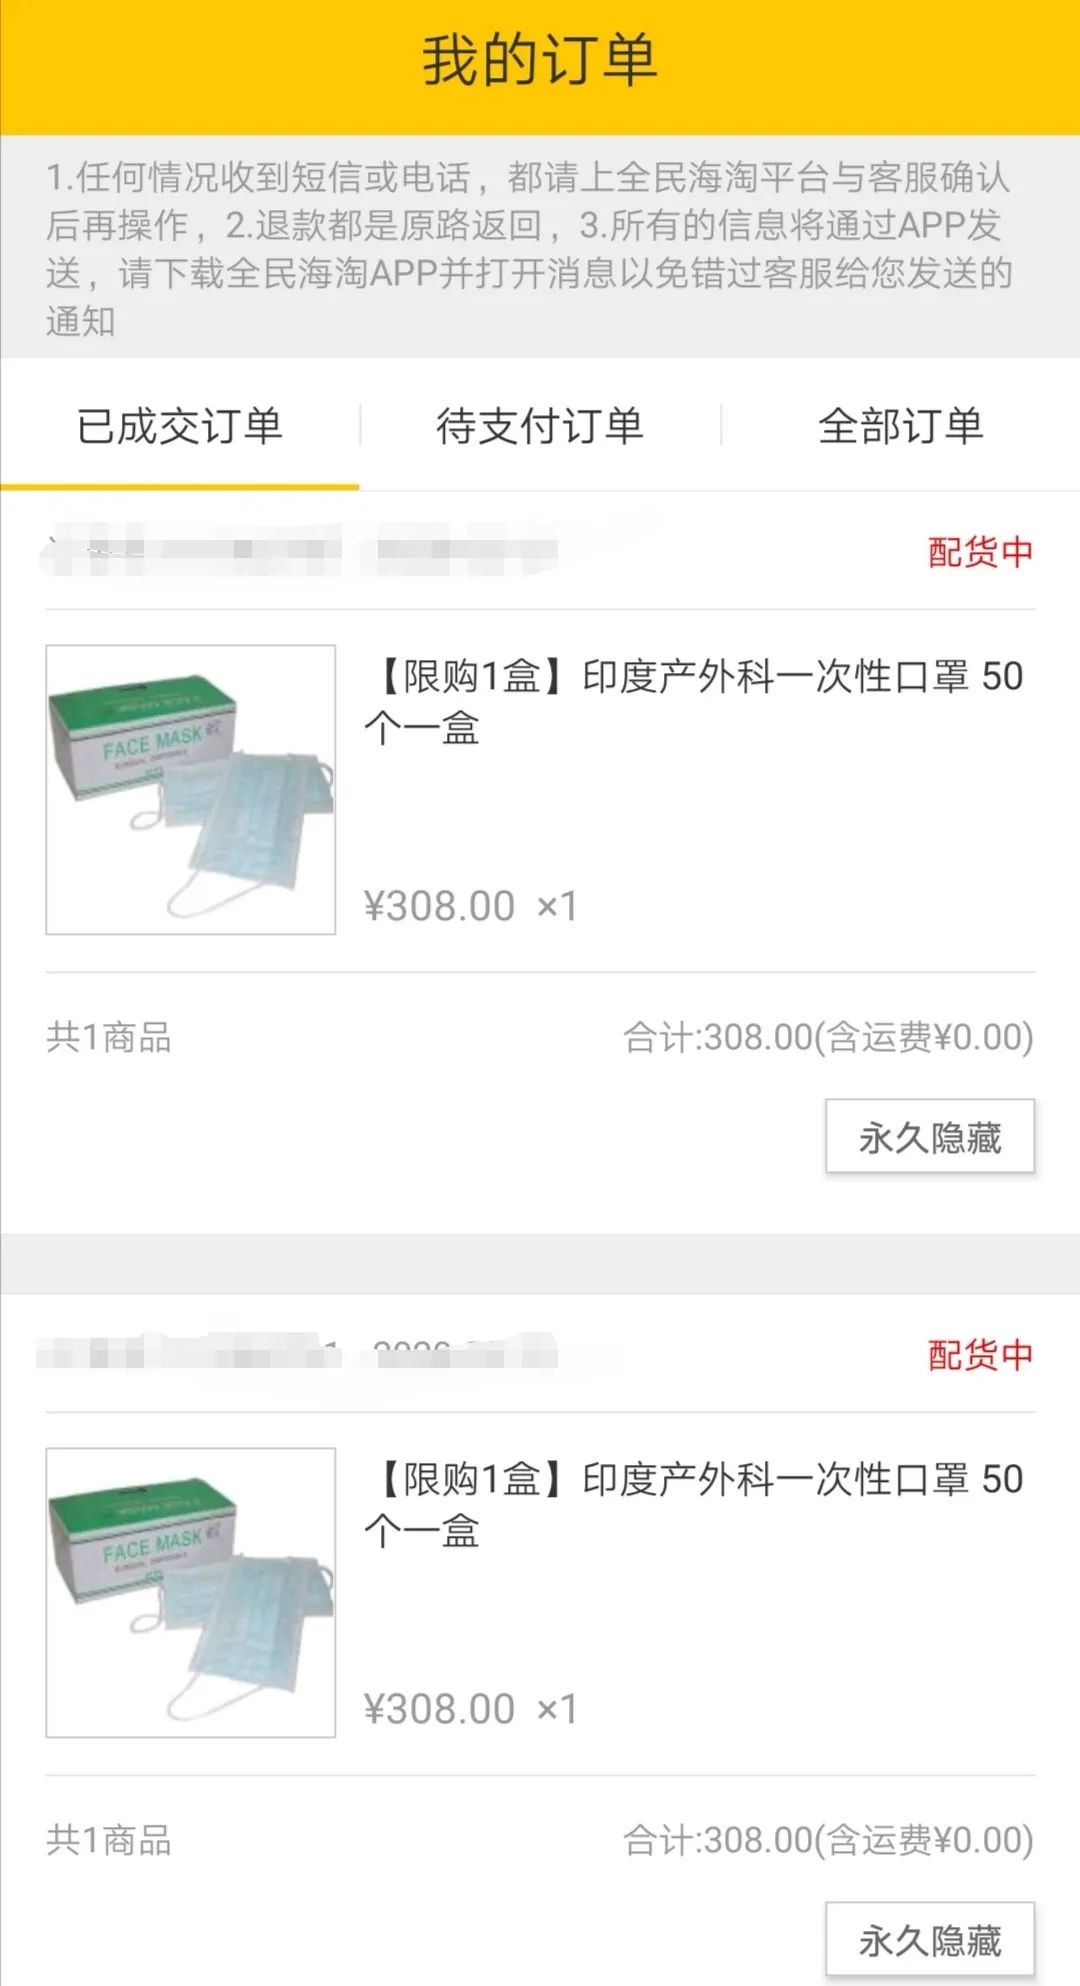 我的订单
1.任何情况收到短信或电话，都请上全民海淘平台与客服确认
后再操作，2.退款都是原路返回，3.所有的信息将通过APP发
送，请下载全民海淘APP并打开消息以免错过客服给您发送的
通知
已成交订单 待支付订单 全部订单
配货中
FACE MASK
【限购1盒】印度产外科一次性口罩 50
个一盒
¥308.00 ×1
共1商品 合计:308.00(含运费¥0.00)
永久隐藏
配货中
FACE MASK
【限购1盒】印度产外科一次性口罩 50
个一盒
¥308.00 ×1
共1商品 合计:308.00(含运费¥0.00)
永久隐藏